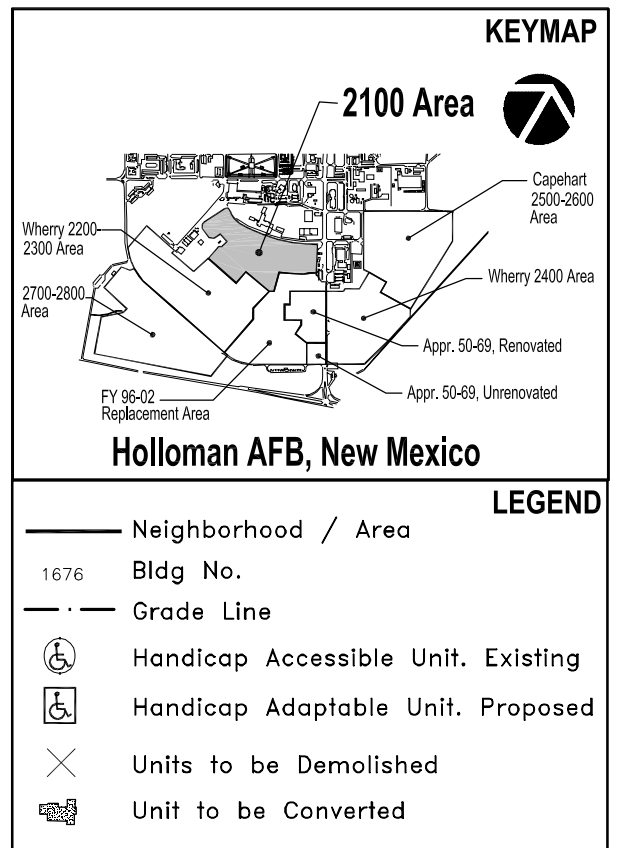 KEYMAP
2100 Area
Capehart
2500-2600
Area
Wherry 2200-
2300 Area
Wherry 2400 Area
2700-2800
Area
Appr. 50-69, Renovated
Appr. 50-69, Unrenovated
FY 96-02
Replacement Area
Holloman AFB, New Mexico
LEGEND
Neighborhood / Area
1676 Bldg No.
Grade Line
Handicap Accessible Unit. Existing
Handicap Adaptable Unit. Proposed
Units to be Demolished
Unit to be Converted